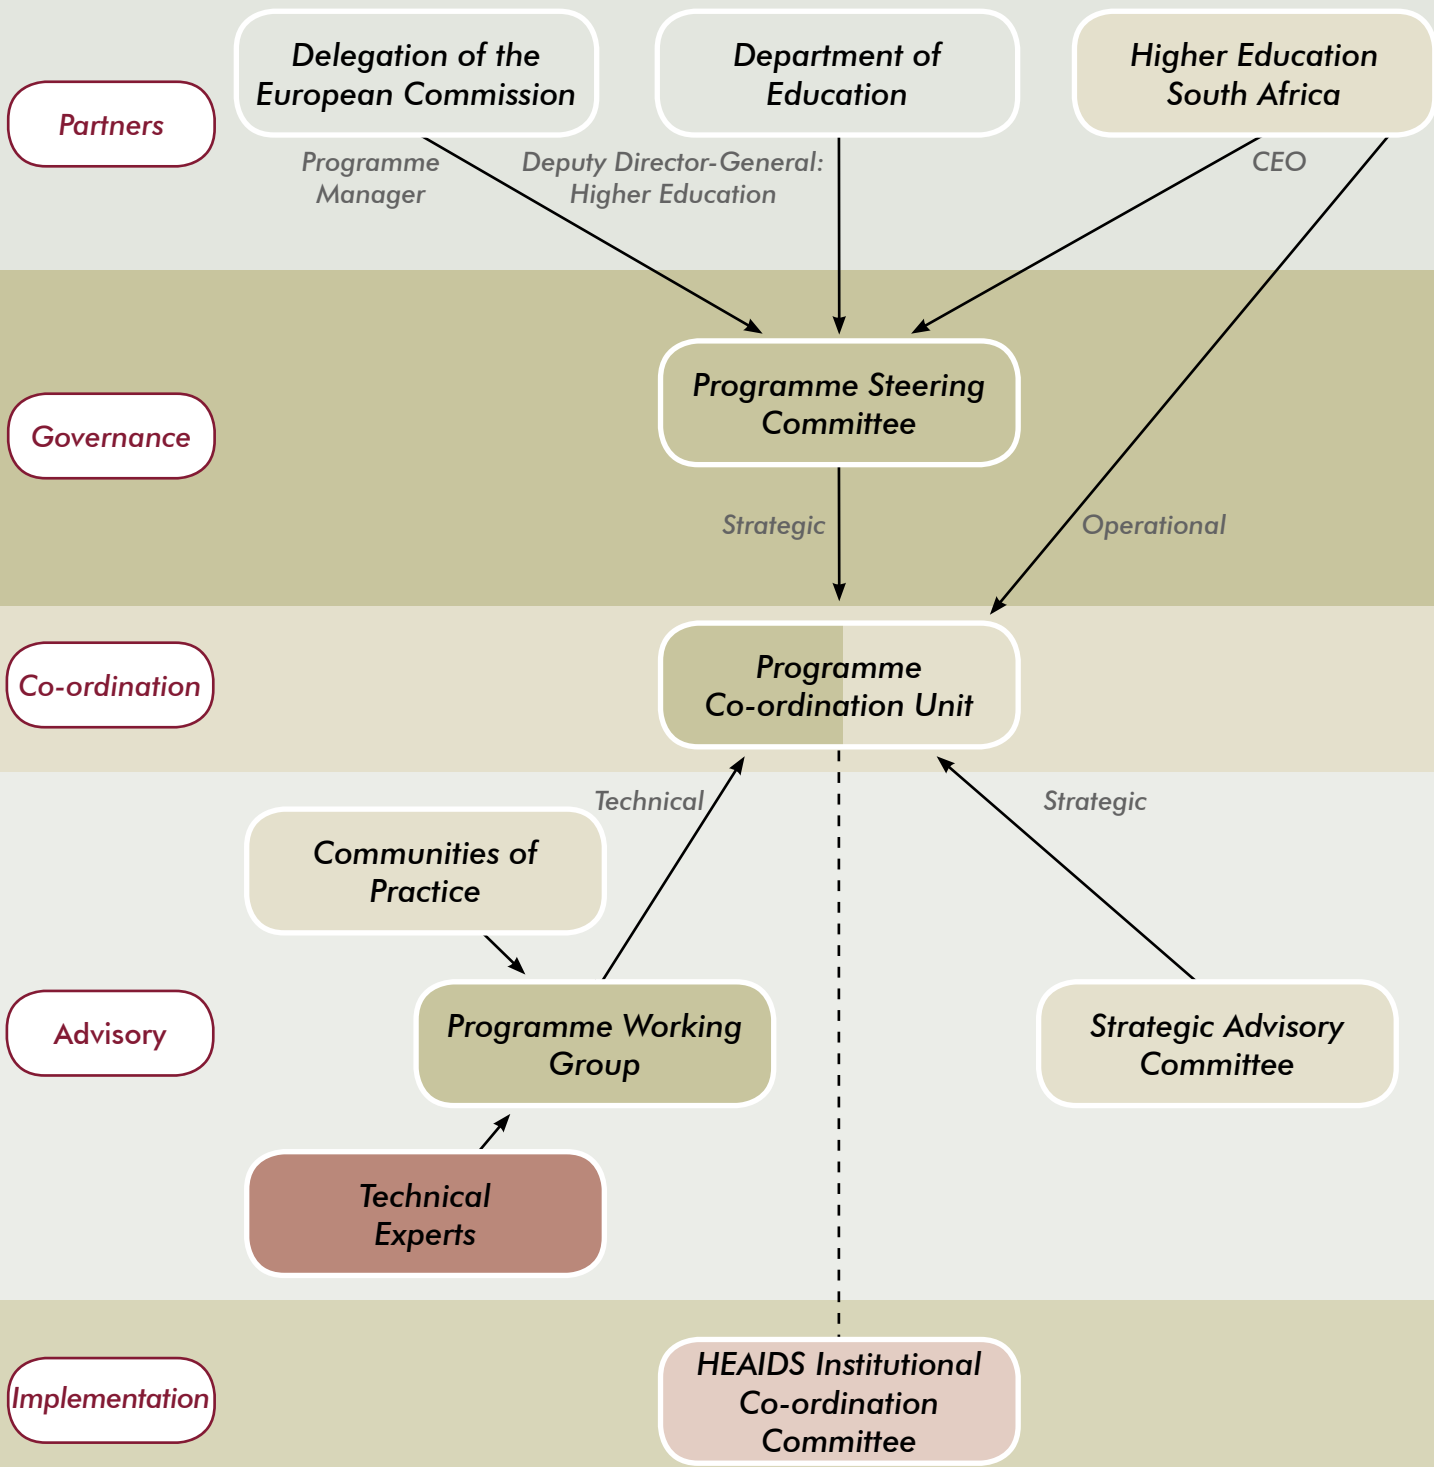 Delegation of the
European Commission
Department of
Education
Higher Education
South Africa
Partners
Programme
Manager
Deputy Director-General:
Higher Education
CEO
Programme Steering
Committee
Governance
Strategic
Operational
Programme
Co-ordination Unit
Co-ordination
Technical
Strategic
Communities of
Practice
Programme Working
Group
Strategic Advisory
Committee
Advisory
Technical
Experts
HEAIDS Institutional
Co-ordination
Committee
Implementation